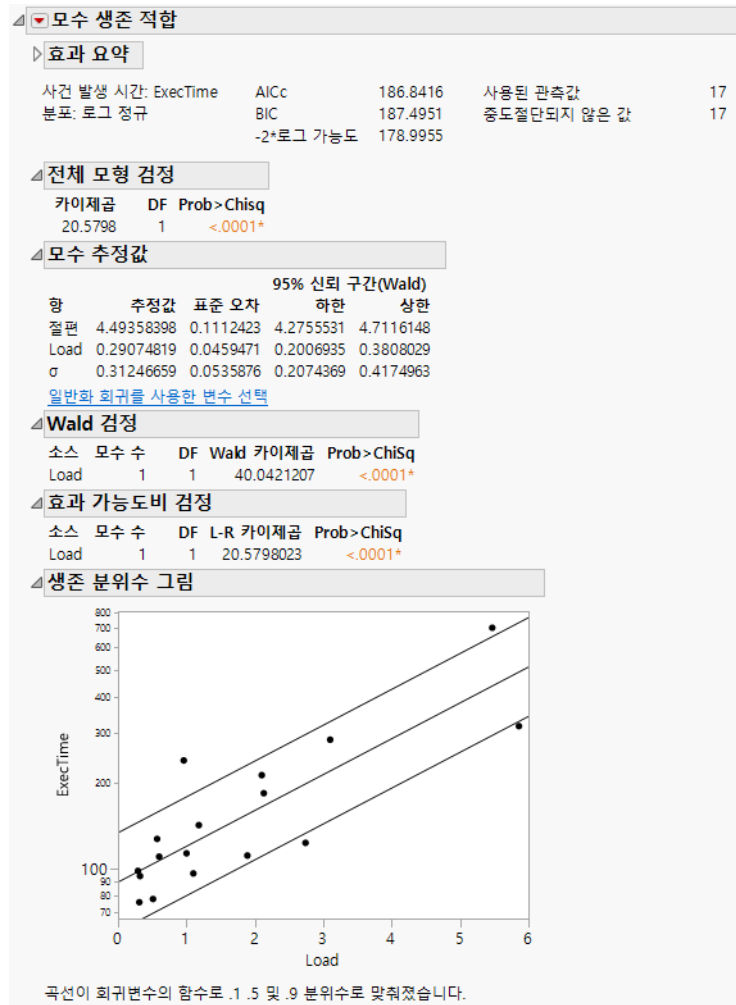 모수 생존 적합
효과 요약
사건 발생 시간: ExecTime AICc 186.8416 사용된 관측값 17
분포: 로그 정규 BIC 187.4951 중도절단되지 않은 값 17
-2*로그 가능도 178.9955
전체 모형 검정
카이제곱 DF Prob>Chisq
20.5798 1 <.0001*
모수 추정값
95% 신뢰 구간(Wald)
항 추정값 표준 오차 하한 상한
절편 4.49358398 0.1112423 4.2755531 4.7116148
Load 0.29074819 0.0459471 0.2006935 0.3808029
σ 0.31246659 0.0535876 0.2074369 0.4174963
일반화 회귀를 사용한 변수 선택
Wald 검정
소스 모수 수 DF Wald 카이제곱 Prob>ChiSq
Load 1 1 40.0421207 <.0001*
효과 가능도비 검정
소스 모수 수 DF L-R 카이제곱 Prob>ChiSq
Load 1 1 20.5798023 <.0001*
생존 분위수 그림
800
700
600
500
400
300
200
100
90
80
70
ExecTime
0 1 2 3 4 5 6
Load
곡선이 회귀변수의 함수로 .1 .5 및 .9 분위수로 맞춰졌습니다.